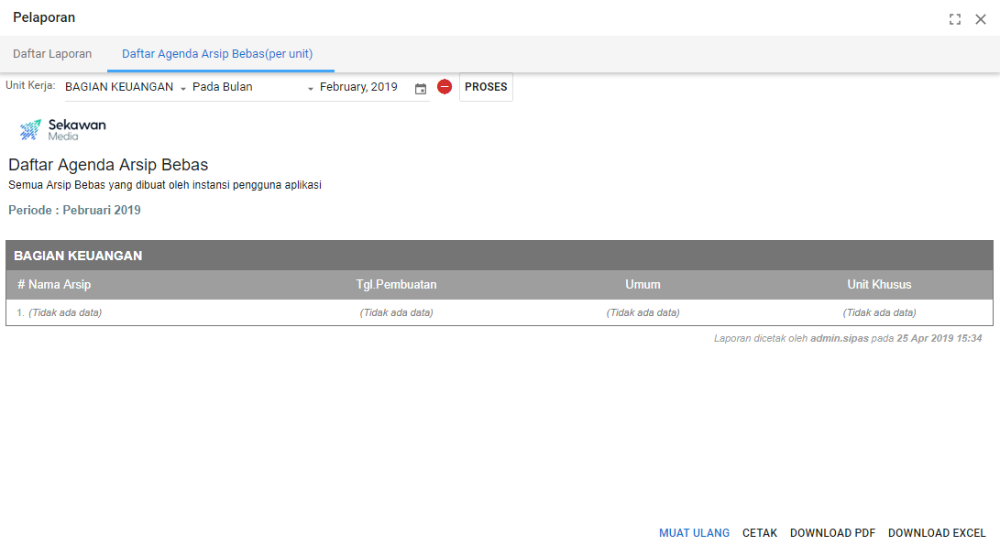 Pelaporan
Daftar Laporan Daftar Agenda Arsip Bebas(per unit)
Unit Kerja: BAGIAN KEUANGAN Pada Bulan February, 2019 PROSES
Sekawan
Media
Daftar Agenda Arsip Bebas
Semua Arsip Bebas yang dibuat oleh instansi pengguna aplikasi
Periode : Pebruari 2019
BAGIAN KEUANGAN
# Nama Arsip Tgl.Pembuatan Umum Unit Khusus
1. (Tidak ada data) (Tidak ada data) (Tidak ada data) (Tidak ada data)
Laporan dicetak oleh admin.sipas pada 25 Apr 2019 15:34
MUAT ULANG CETAK DOWNLOAD PDF DOWNLOAD EXCEL